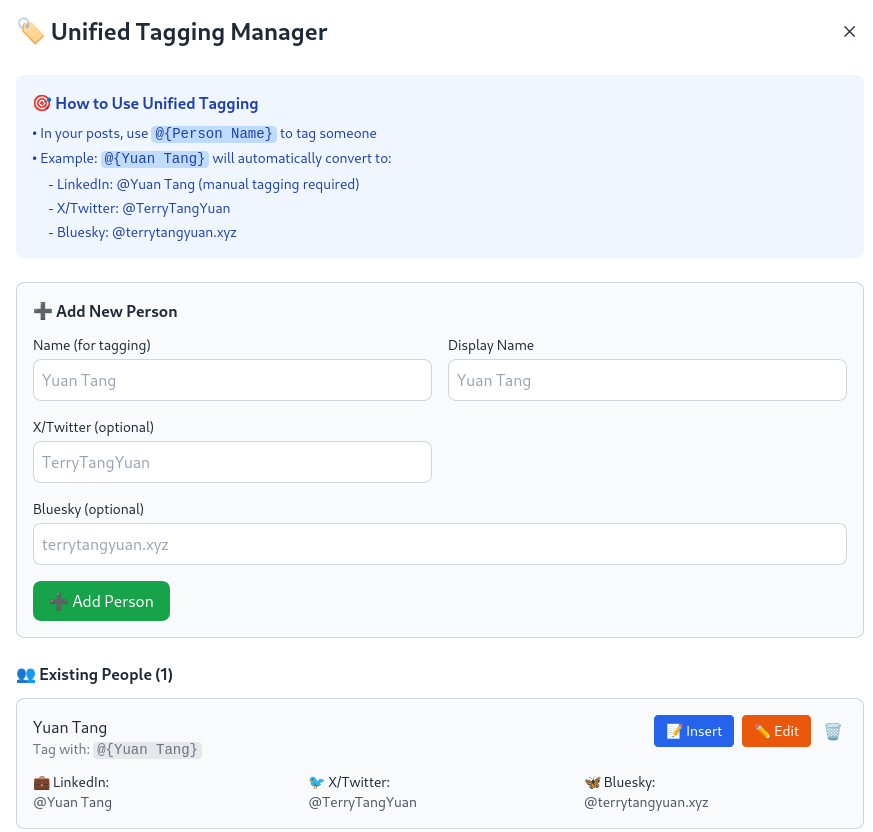 🏷️ Unified Tagging Manager ×
🎯 How to Use Unified Tagging
• In your posts, use @{Person Name} to tag someone
• Example: @{Yuan Tang} will automatically convert to:
- LinkedIn: @Yuan Tang (manual tagging required)
- X/Twitter: @TerryTangYuan
- Bluesky: @terrytangyuan.xyz
➕ Add New Person
Name (for tagging)
Yuan Tang
Display Name
Yuan Tang
X/Twitter (optional)
TerryTangYuan
Bluesky (optional)
terrytangyuan.xyz
➕ Add Person
👥 Existing People (1)
Yuan Tang
Tag with: @{Yuan Tang}
📝 Insert
✏️ Edit
🗑️
💼 LinkedIn:
@Yuan Tang
🐦 X/Twitter:
@TerryTangYuan
🦋 Bluesky:
@terrytangyuan.xyz